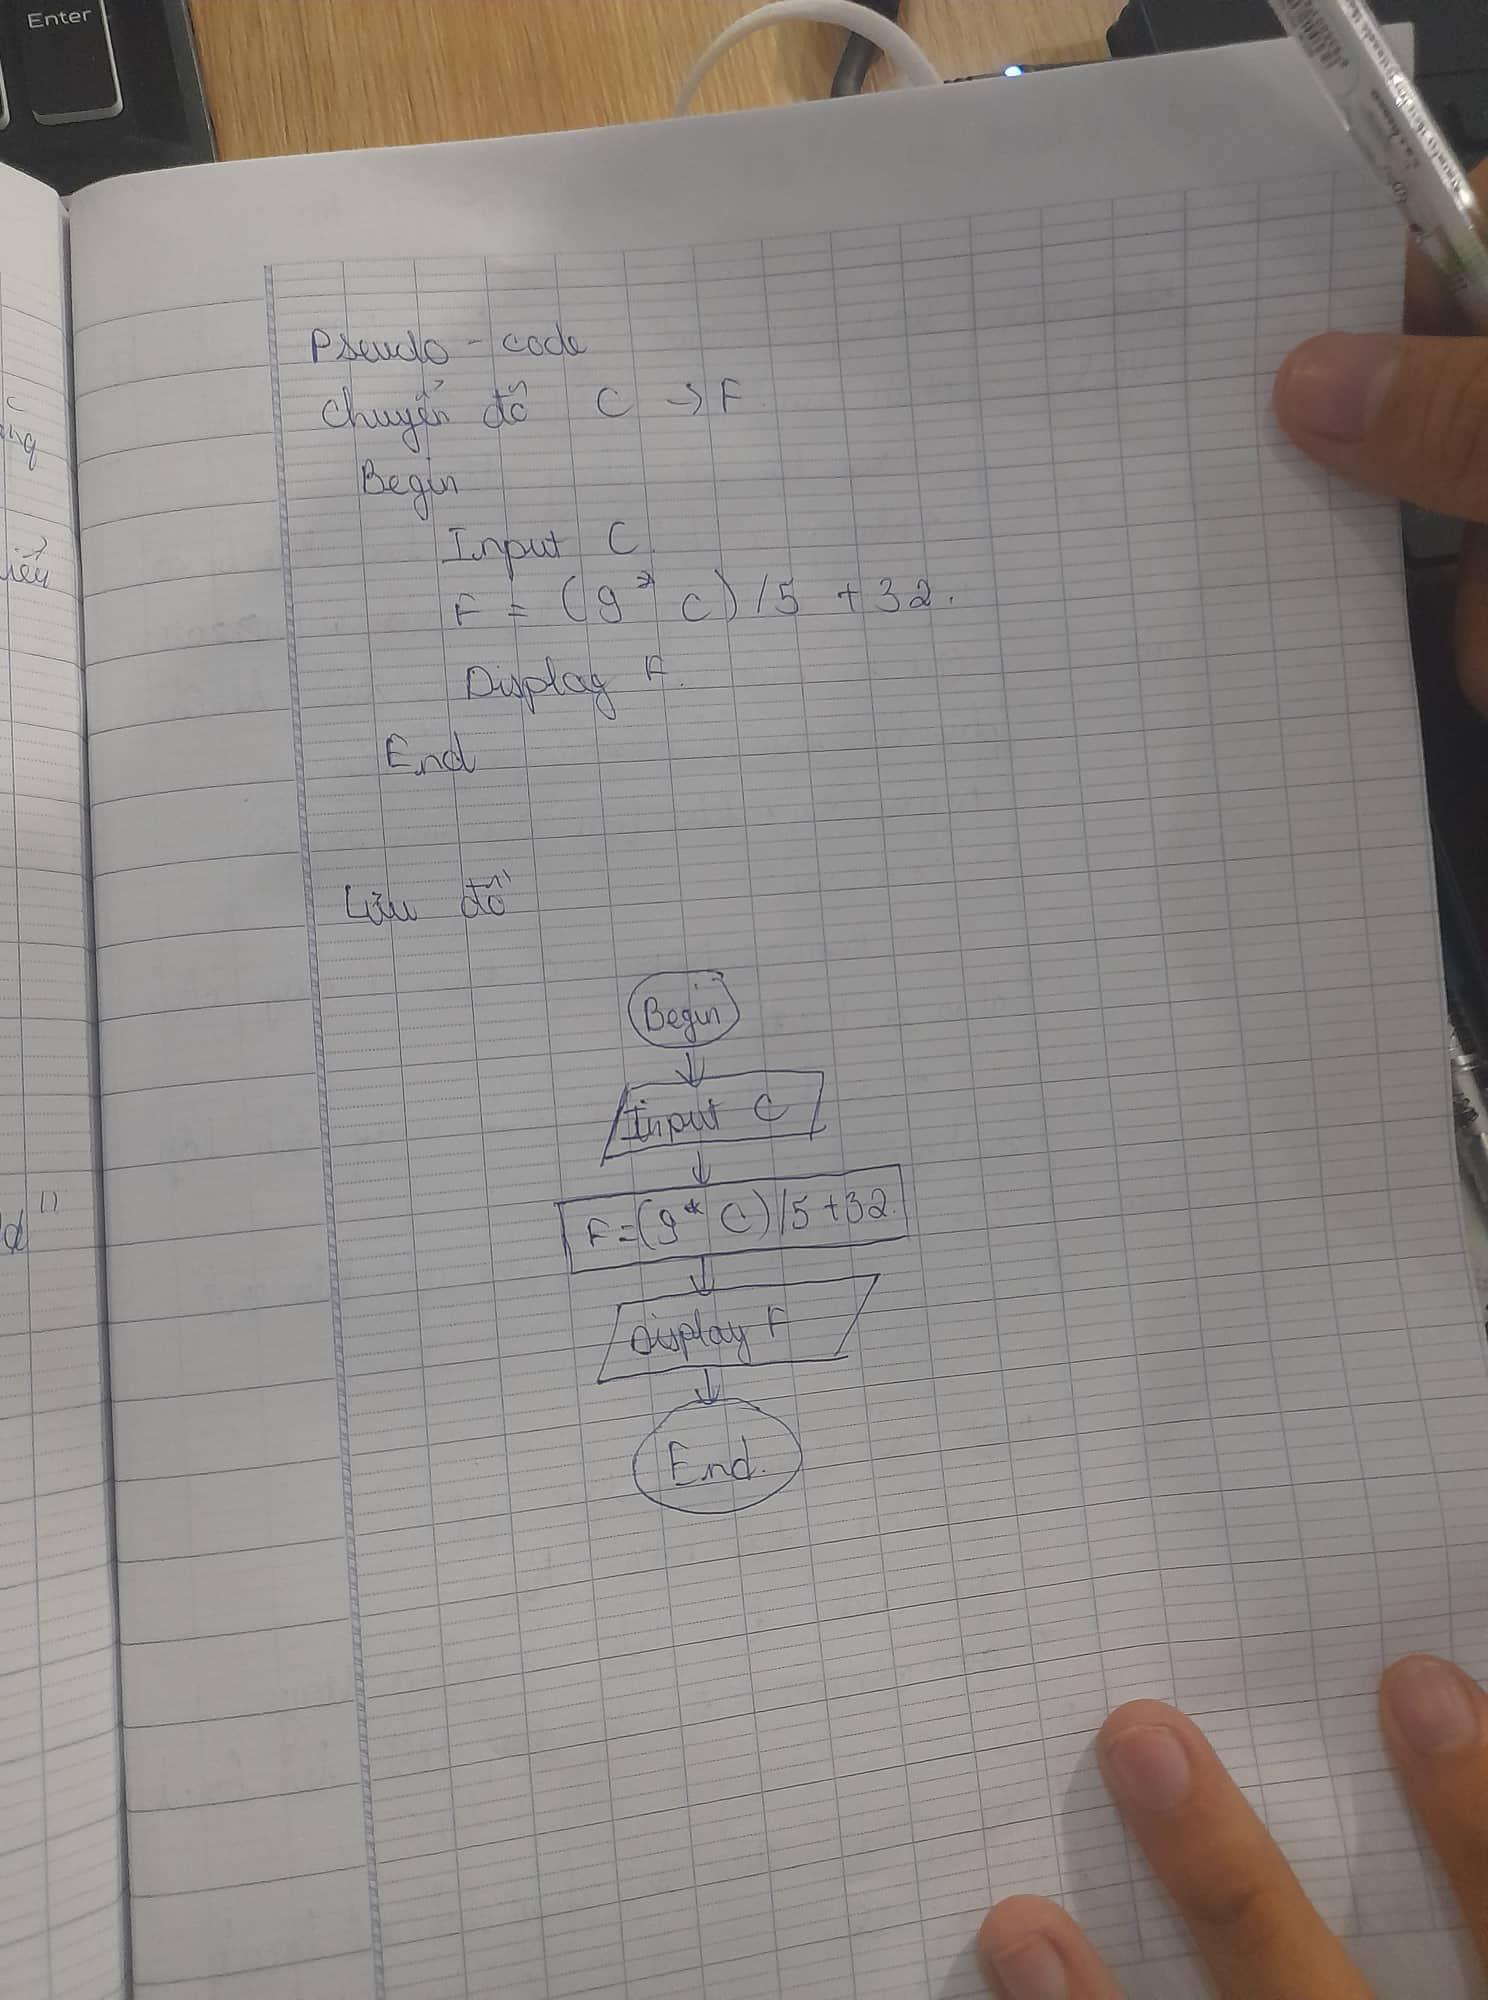 Enter
Pseudo - code
Chuyển đỗ C -> F.
Begin
Input C.
F = (9 * C) / 5 + 32.
Display F.
End
Lưu đồ
Begin
Input C
F = (9 * C) / 5 + 32.
Display F
End.